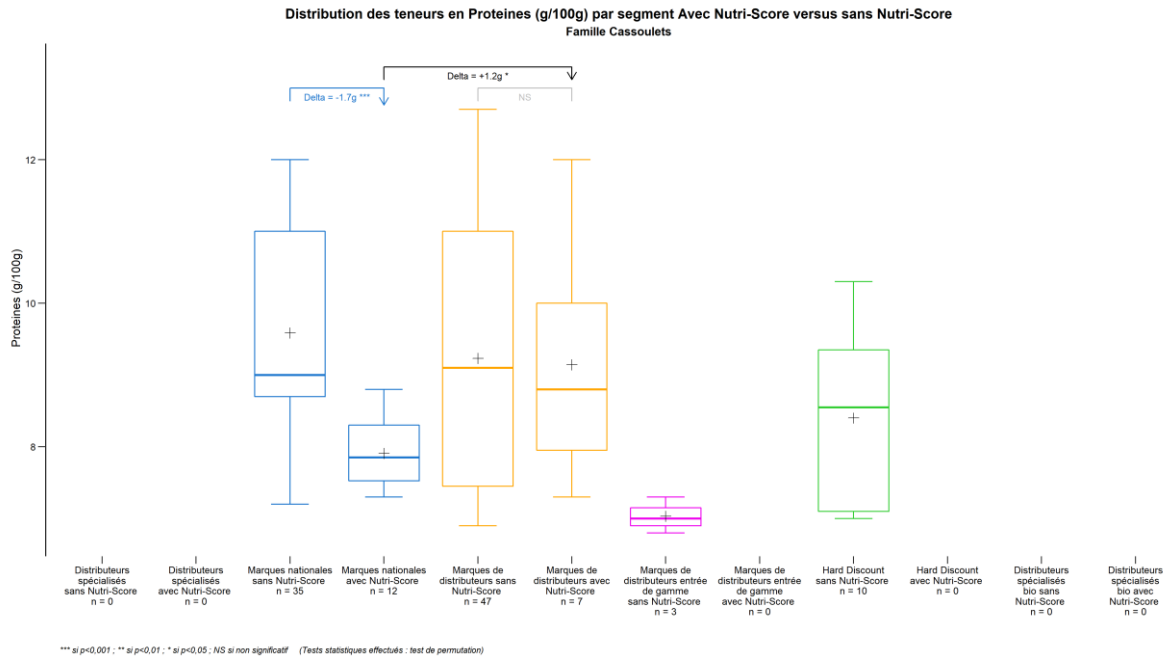 Distribution des teneurs en Proteines (g/100g) par segment Avec Nutri-Score versus sans Nutri-Score
Famille Cassoulets
Delta = +1.2g *
Delta = -1.7g ***
NS
12
10
8
Proteines (g/100g)
Distributeurs
spécialisés
sans Nutri-Score
n = 0
Distributeurs
spécialisés
avec Nutri-Score
n = 0
Marques nationales
sans Nutri-Score
n = 35
Marques nationales
avec Nutri-Score
n = 12
Marques de
distributeurs sans
Nutri-Score
n = 47
Marques de
distributeurs avec
Nutri-Score
n = 7
Marques de
distributeurs entrée
de gamme
sans Nutri-Score
n = 3
Marques de
distributeurs entrée
de gamme
avec Nutri-Score
n = 0
Hard Discount
sans Nutri-Score
n = 10
Hard Discount
avec Nutri-Score
n = 0
Distributeurs
spécialisés
bio sans
Nutri-Score
n = 0
Distributeurs
spécialisés
bio avec
Nutri-Score
n = 0
*** si p<0,001 ; ** si p<0,01 ; * si p<0,05 ; NS si non significatif (Tests statistiques effectués : test de permutation)